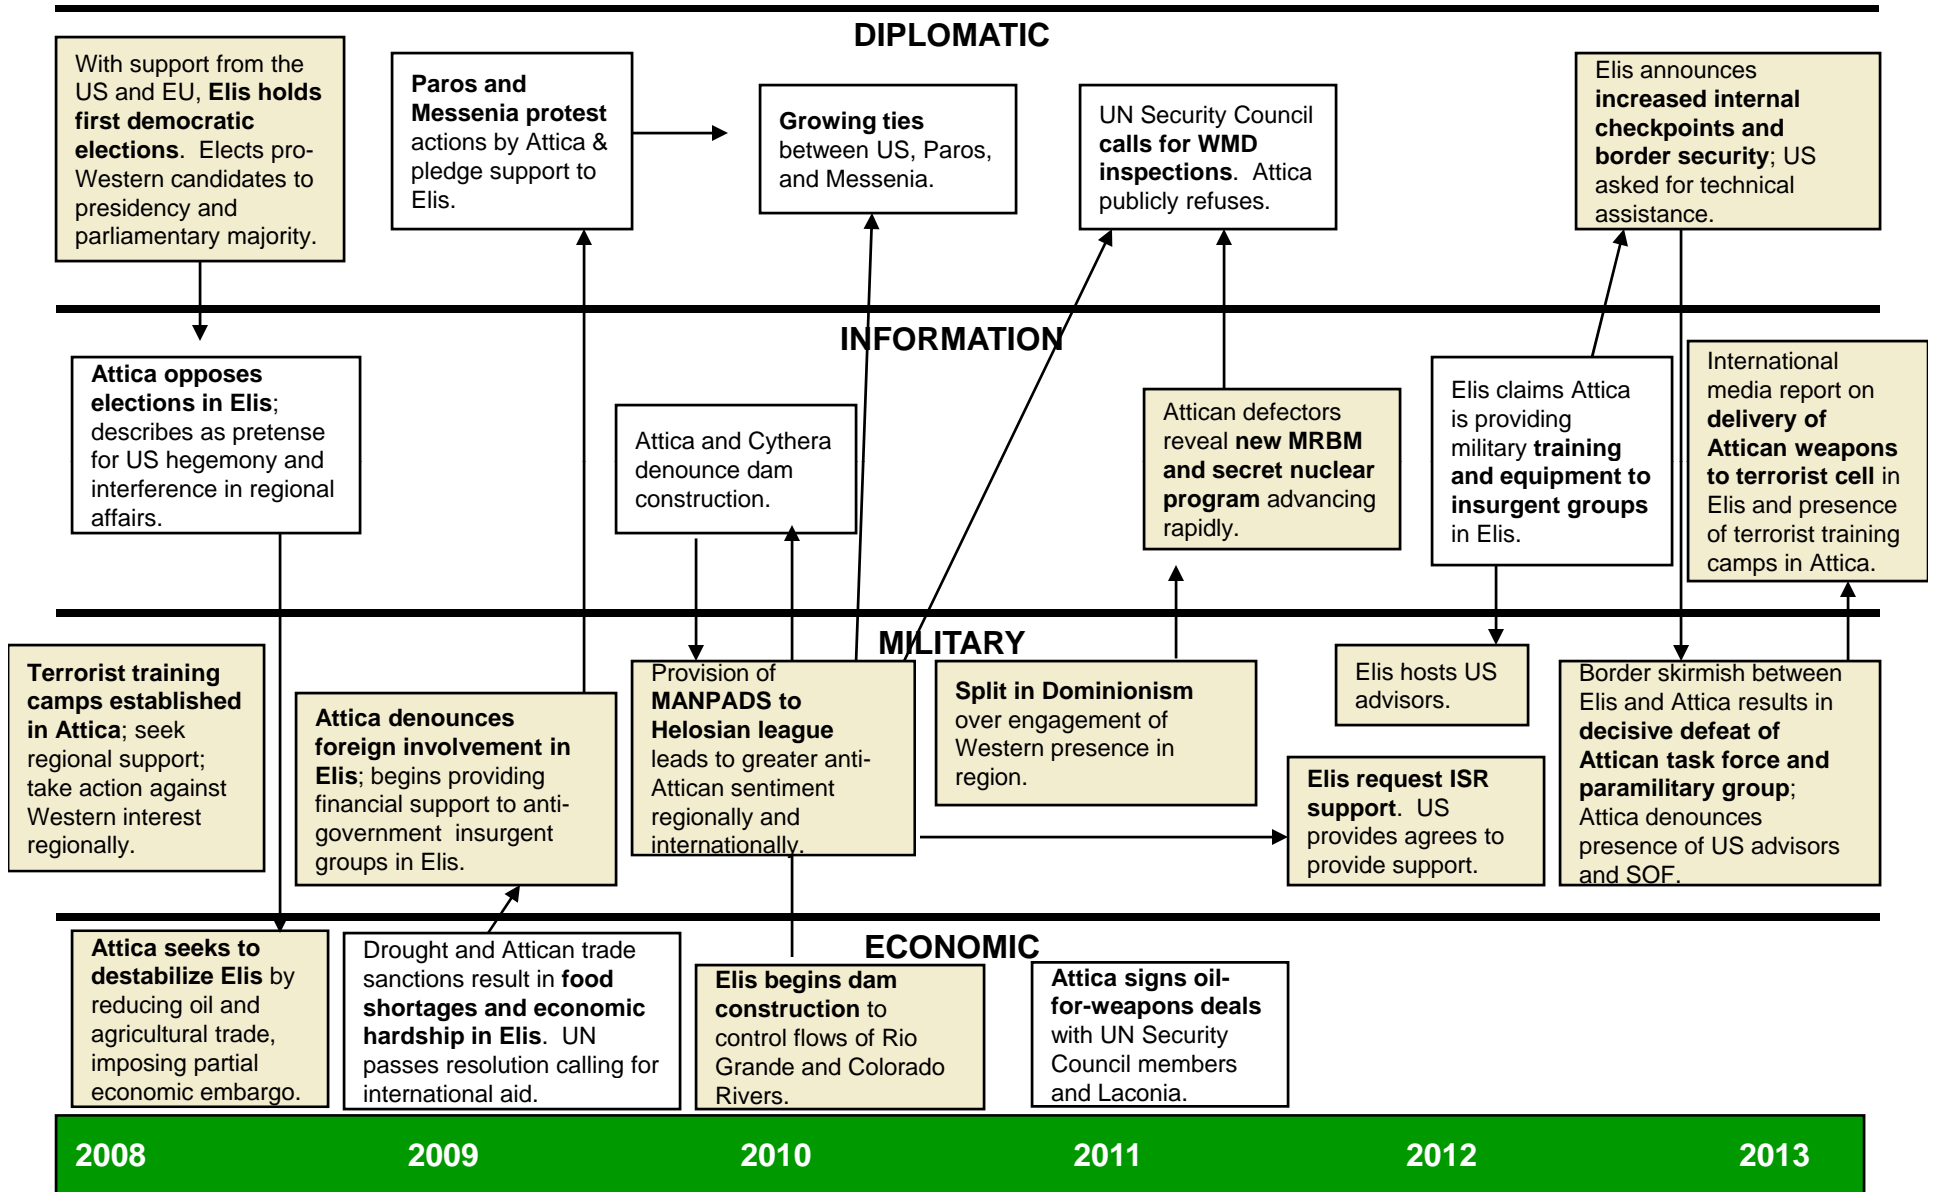 DIPLOMATIC
With support from the
US and EU, Elis holds
first democratic
elections.  Elects pro-
Western candidates to
presidency and
parliamentary majority.
Paros and
Messenia protest
actions by Attica &
pledge support to
Elis.
Growing ties
between US, Paros,
and Messenia.
UN Security Council
calls for WMD
inspections.  Attica
publicly refuses.
Elis announces
increased internal
checkpoints and
border security; US
asked for technical
assistance.
INFORMATION
Attica opposes
elections in Elis;
describes as pretense
for US hegemony and
interference in regional
affairs.
Attica and Cythera
denounce dam
construction.
Attican defectors
reveal new MRBM
and secret nuclear
program advancing
rapidly.
Elis claims Attica
is providing
military training
and equipment to
insurgent groups
in Elis.
International
media report on
delivery of
Attican weapons
to terrorist cell in
Elis and presence
of terrorist training
camps in Attica.
MILITARY
Terrorist training
camps established
in Attica; seek
regional support;
take action against
Western interest
regionally.
Attica denounces
foreign involvement in
Elis; begins providing
financial support to anti-
government  insurgent
groups in Elis.
Provision of
MANPADS to
Helosian league
leads to greater anti-
Attican sentiment
regionally and
internationally.
Split in Dominionism
over engagement of
Western presence in
region.
Elis hosts US
advisors.
Elis request ISR
support.  US
provides agrees to
provide support.
Border skirmish between
Elis and Attica results in
decisive defeat of
Attican task force and
paramilitary group;
Attica denounces
presence of US advisors
and SOF.
ECONOMIC
Attica seeks to
destabilize Elis by
reducing oil and
agricultural trade,
imposing partial
economic embargo.
Drought and Attican trade
sanctions result in food
shortages and economic
hardship in Elis.  UN
passes resolution calling for
international aid.
Elis begins dam
construction to
control flows of Rio
Grande and Colorado
Rivers.
Attica signs oil-
for-weapons deals
with UN Security
Council members
and Laconia.
2008 2009 2010 2011 2012 2013